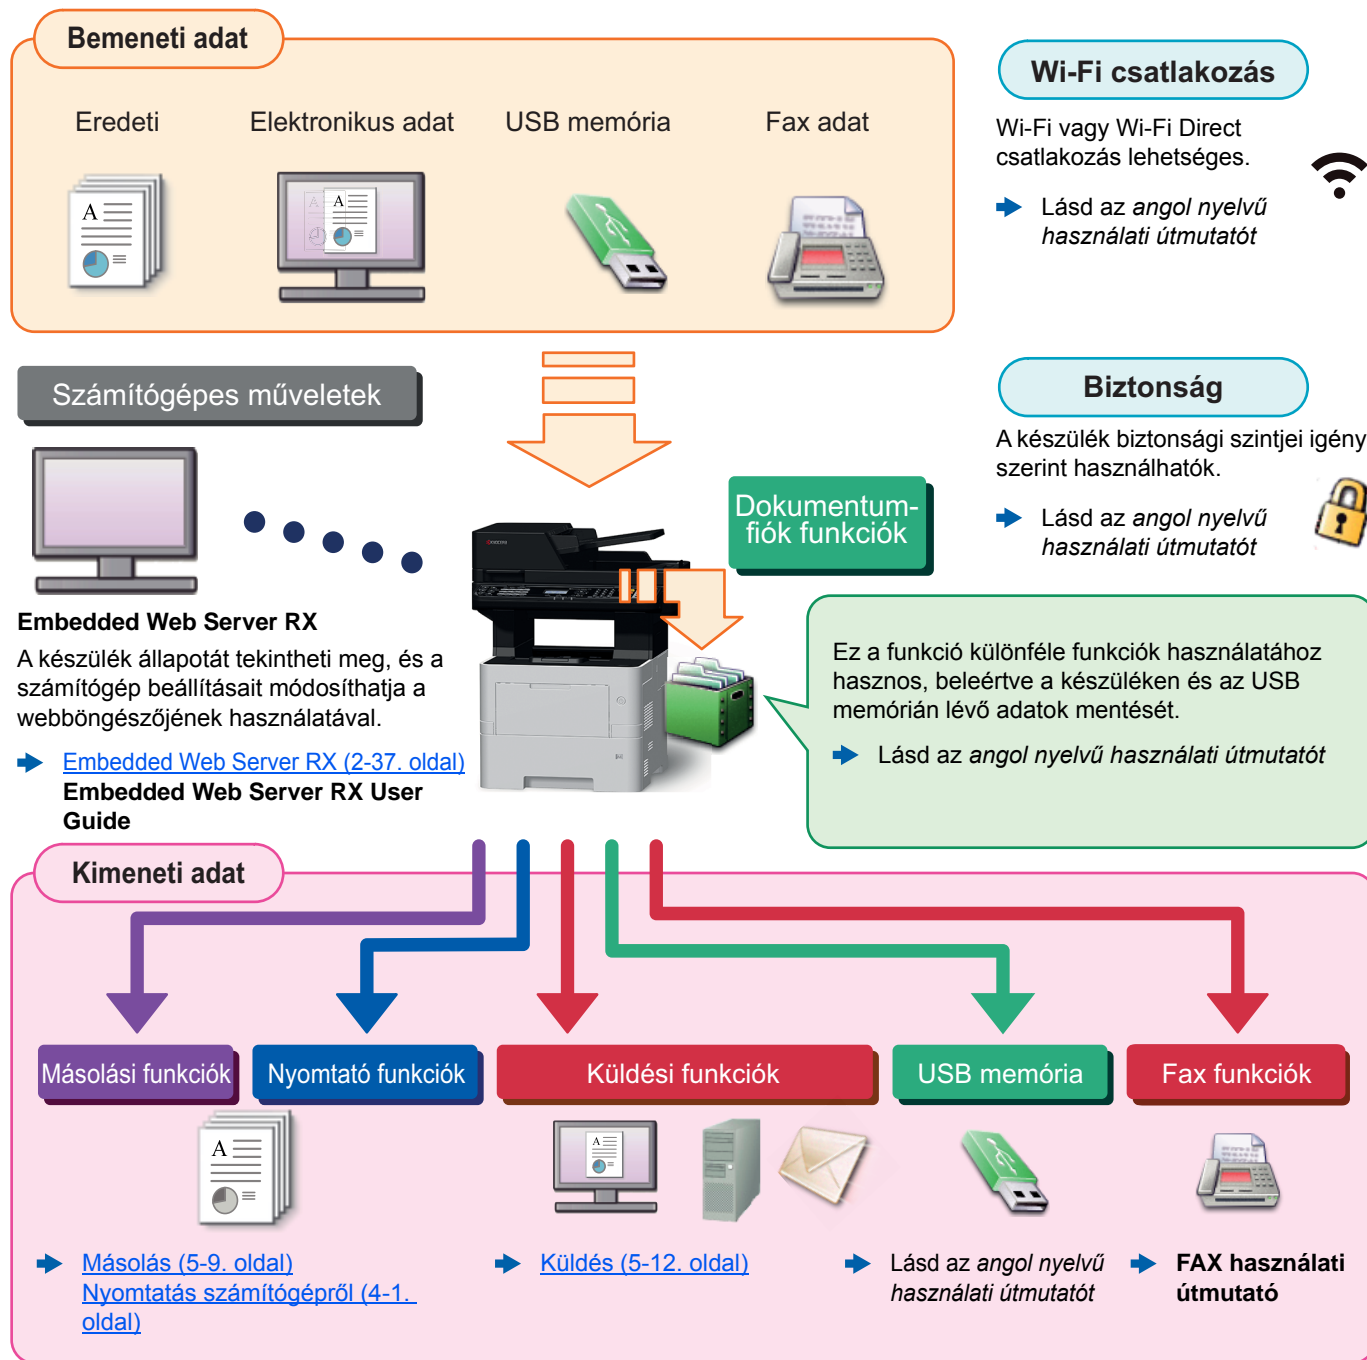 Bemeneti adat
Eredeti
Elektronikus adat
USB memória
Fax adat
Wi-Fi csatlakozás
Wi-Fi vagy Wi-Fi Direct
csatlakozás lehetséges.
Lásd az angol nyelvű
használati útmutatót
Számítógépes műveletek
Biztonság
A készülék biztonsági szintjei igény
szerint használhatók.
Lásd az angol nyelvű
használati útmutatót
Dokumentum-
fiók funkciók
Embedded Web Server RX
A készülék állapotát tekintheti meg, és a
számítógép beállításait módosíthatja a
webböngészőjének használatával.
Embedded Web Server RX (2-37. oldal)
Embedded Web Server RX User
Guide
Ez a funkció különféle funkciók használatához
hasznos, beleértve a készüléken és az USB
memórián lévő adatok mentését.
Lásd az angol nyelvű használati útmutatót
Kimeneti adat
Másolási funkciók
Nyomtató funkciók
Küldési funkciók
USB memória
Fax funkciók
Másolás (5-9. oldal)
Nyomtatás számítógépről (4-1.
oldal)
Küldés (5-12. oldal)
Lásd az angol nyelvű
használati útmutatót
FAX használati
útmutató